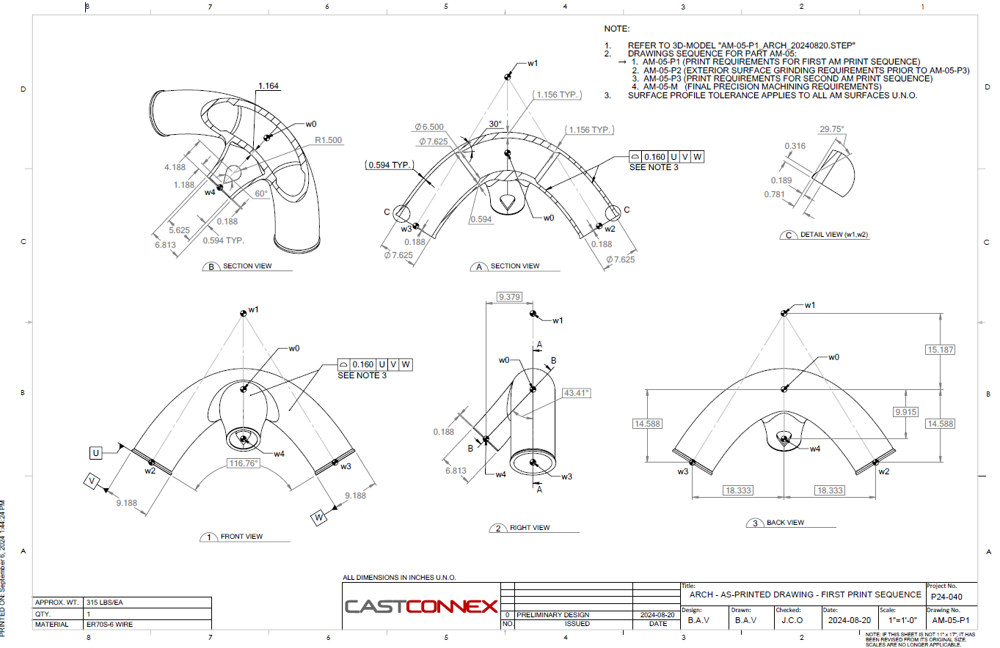 8 7 6 5 4 3 2 1
NOTE:
1. REFER TO 3D-MODEL "AM-05-P1_ARCH_20240820.STEP"
2. DRAWINGS SEQUENCE FOR PART AM-05:
→ 1. AM-05-P1 (PRINT REQUIREMENTS FOR FIRST AM PRINT SEQUENCE)
2. AM-05-P2 (EXTERIOR SURFACE GRINDING REQUIREMENTS PRIOR TO AM-05-P3)
3. AM-05-P3 (PRINT REQUIREMENTS FOR SECOND AM PRINT SEQUENCE)
4. AM-05-M (FINAL PRECISION MACHINING REQUIREMENTS)
3. SURFACE PROFILE TOLERANCE APPLIES TO ALL AM SURFACES U.N.O.
D
D
1.164
w0
R1.500
4.188
1.188
w4
60°
0.188
5.625
0.594 TYP.
6.813
B SECTION VIEW
w1
(1.156 TYP.)
30°
Ø6.500
Ø7.625
(1.156 TYP.)
(0.594 TYP.)
⌓ 0.160 U V W
SEE NOTE 3
C
C
w3
0.594
w0
w2
0.188
0.188
Ø7.625
Ø7.625
A SECTION VIEW
29.75°
0.316
0.189
0.781
C DETAIL VIEW (w1,w2)
C
C
w1
w0
⌓ 0.160 U V W
SEE NOTE 3
U
w2
w4
w3
116.76°
V
9.188
W
9.188
1 FRONT VIEW
9.379
w1
A
w0
B
43.41°
0.188
B
6.813
w4
w3
A
2 RIGHT VIEW
w1
w0
15.187
14.588
9.915
14.588
w4
w3
w2
18.333
18.333
3 BACK VIEW
B
B
A
A
PRINTED ON: September 6, 2024 1:44:24 PM
ALL DIMENSIONS IN INCHES U.N.O.
APPROX. WT. 315 LBS/EA
QTY. 1
MATERIAL ER70S-6 WIRE
CASTCONNEX
0 PRELIMINARY DESIGN 2024-08-20
NO. ISSUED DATE
Title:
ARCH - AS-PRINTED DRAWING - FIRST PRINT SEQUENCE
Project No.
P24-040
Design: Drawn: Checked: Date: Scale: Drawing No.
B.A.V B.A.V J.C.O 2024-08-20 1"=1'-0" AM-05-P1
8 7 6 5 4 3 2 1
NOTE: IF THIS SHEET IS NOT 11" x 17", IT HAS
BEEN REVISED FROM ITS ORIGINAL SIZE.
SCALES ARE NO LONGER APPLICABLE.